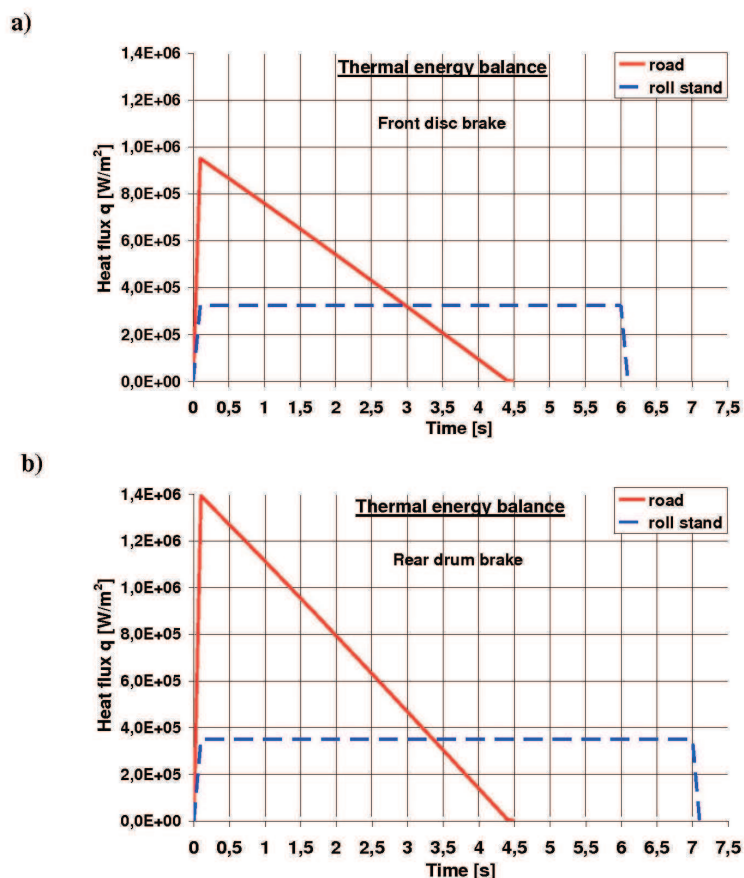 a)
1,4E+06
Thermal energy balance
road
roll stand
1,2E+06
Front disc brake
1,0E+06
8,0E+05
6,0E+05
4,0E+05
2,0E+05
0,0E+00
Heat flux q [W/m²]
0 0,5 1 1,5 2 2,5 3 3,5 4 4,5 5 5,5 6 6,5 7 7,5
Time [s]
b)
1,4E+06
Thermal energy balance
road
roll stand
1,2E+06
Rear drum brake
1,0E+06
8,0E+05
6,0E+05
4,0E+05
2,0E+05
0,0E+00
Heat flux q [W/m²]
0 0,5 1 1,5 2 2,5 3 3,5 4 4,5 5 5,5 6 6,5 7 7,5
Time [s]